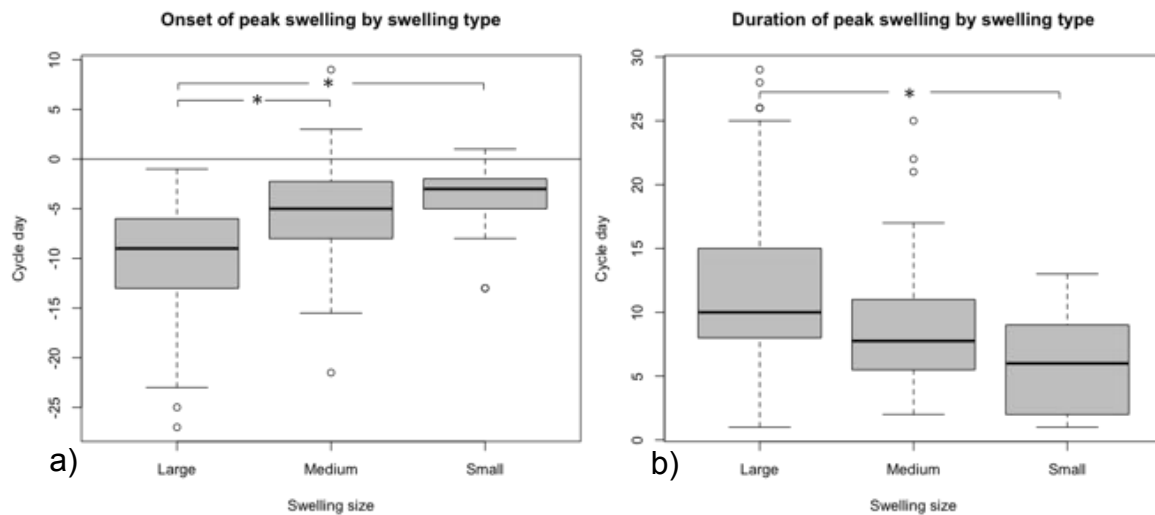 Onset of peak swelling by swelling type
10
5
0
-5
-10
-15
-20
-25
Cycle day
*
*
a)
Large Medium Small
Swelling size
Duration of peak swelling by swelling type
30
25
20
15
10
5
0
Cycle day
*
b)
Large Medium Small
Swelling size